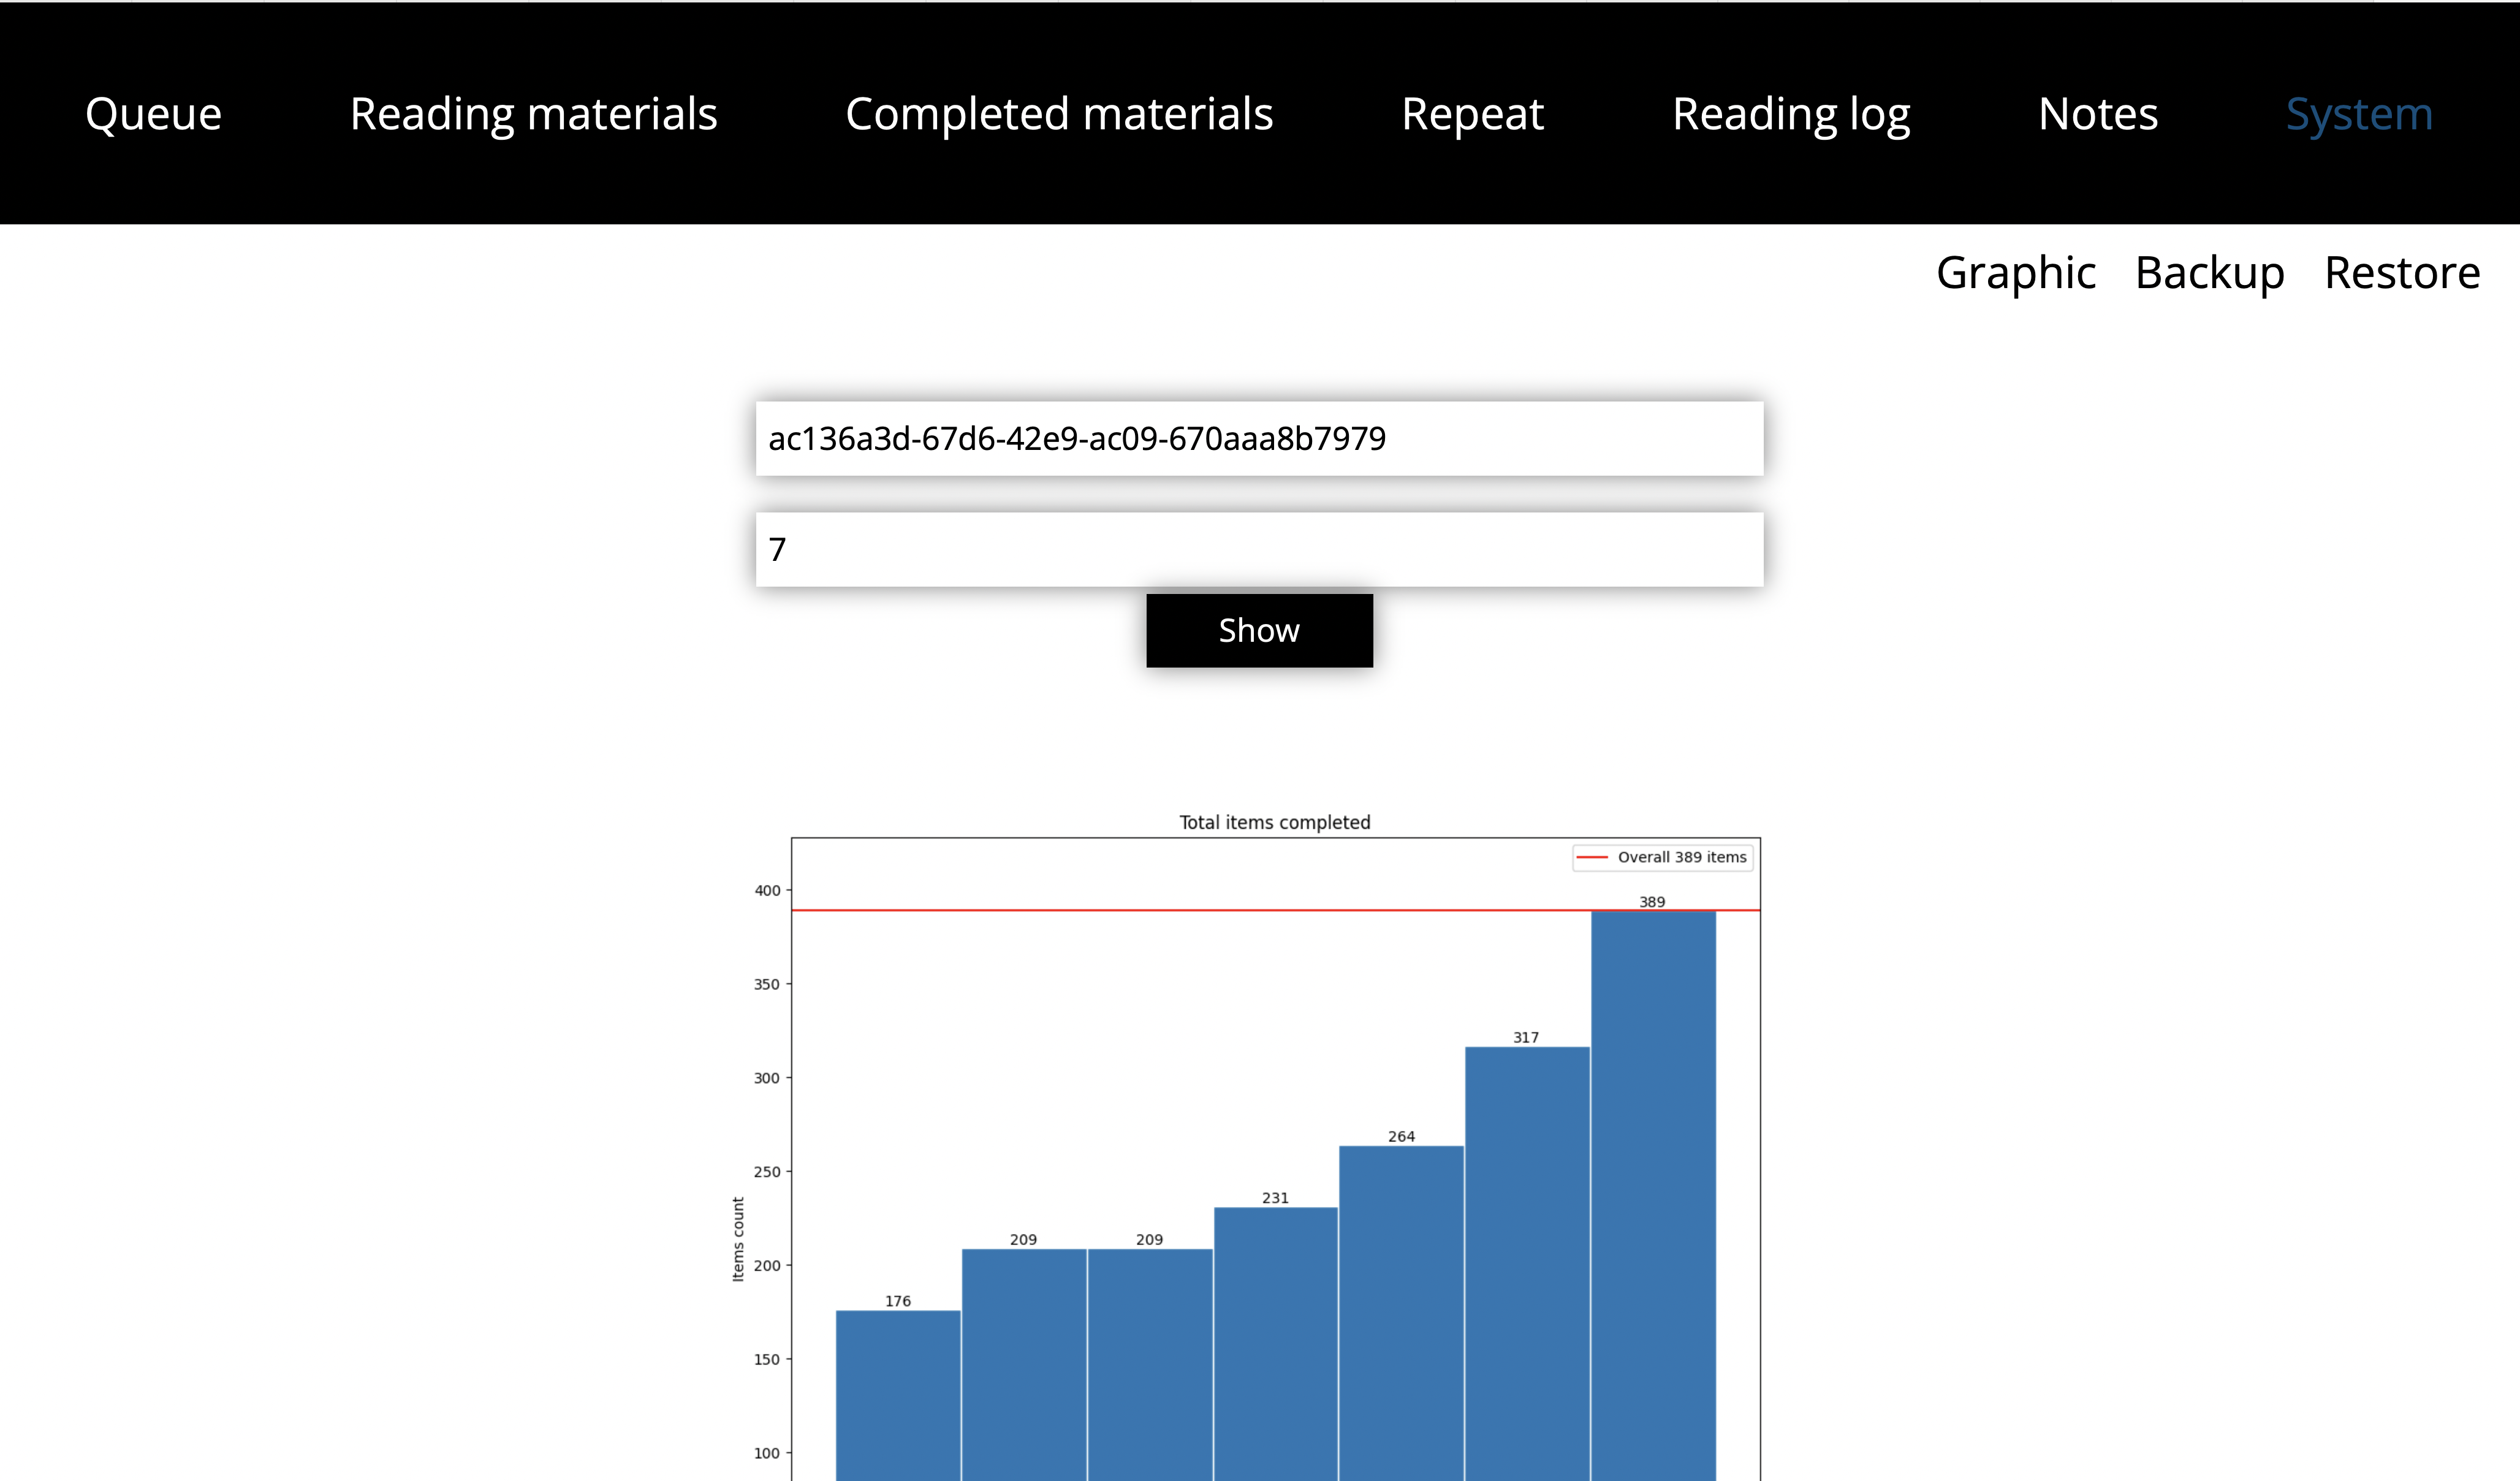 Queue Reading materials Completed materials Repeat Reading log Notes System
Graphic Backup Restore
ac136a3d-67d6-42e9-ac09-670aaa8b7979
7
Show
Total items completed
Overall 389 items
400
389
350
317
300
264
250
231
209 209
200
176
150
100
Items count